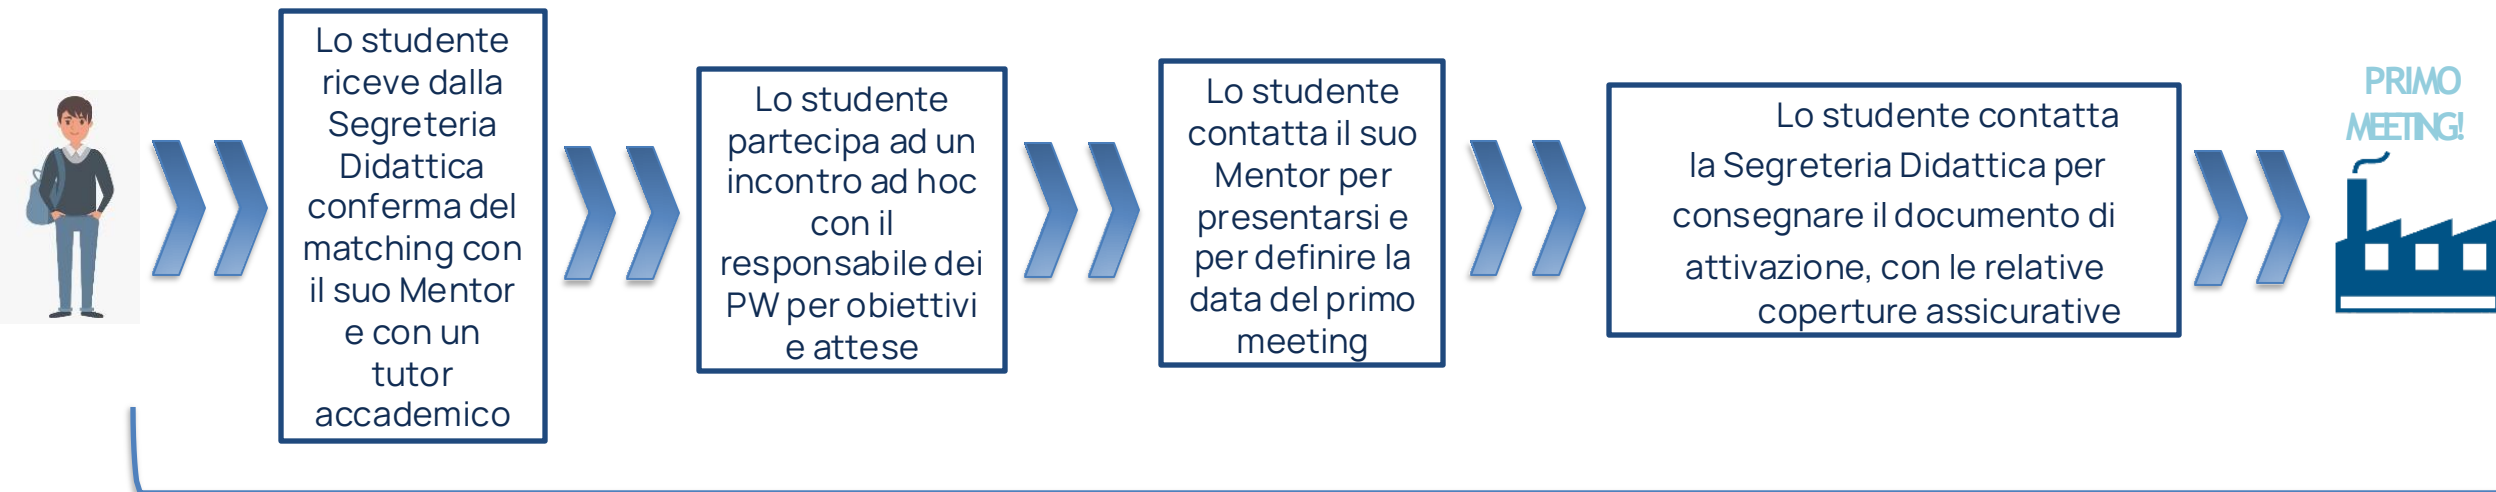 Lo studente
riceve dalla
Segreteria
Didattica
conferma del
matching con
il suo Mentor
e con un
tutor
accademico
Lo studente
partecipa ad un
incontro ad hoc
con il
responsabile dei
PW per obiettivi
e attese
Lo studente
contatta il suo
Mentor per
presentarsi e
per definire la
data del primo
meeting
Lo studente contatta
la Segreteria Didattica per
consegnare il documento di
attivazione, con le relative
coperture assicurative
PRIMO
MEETING!